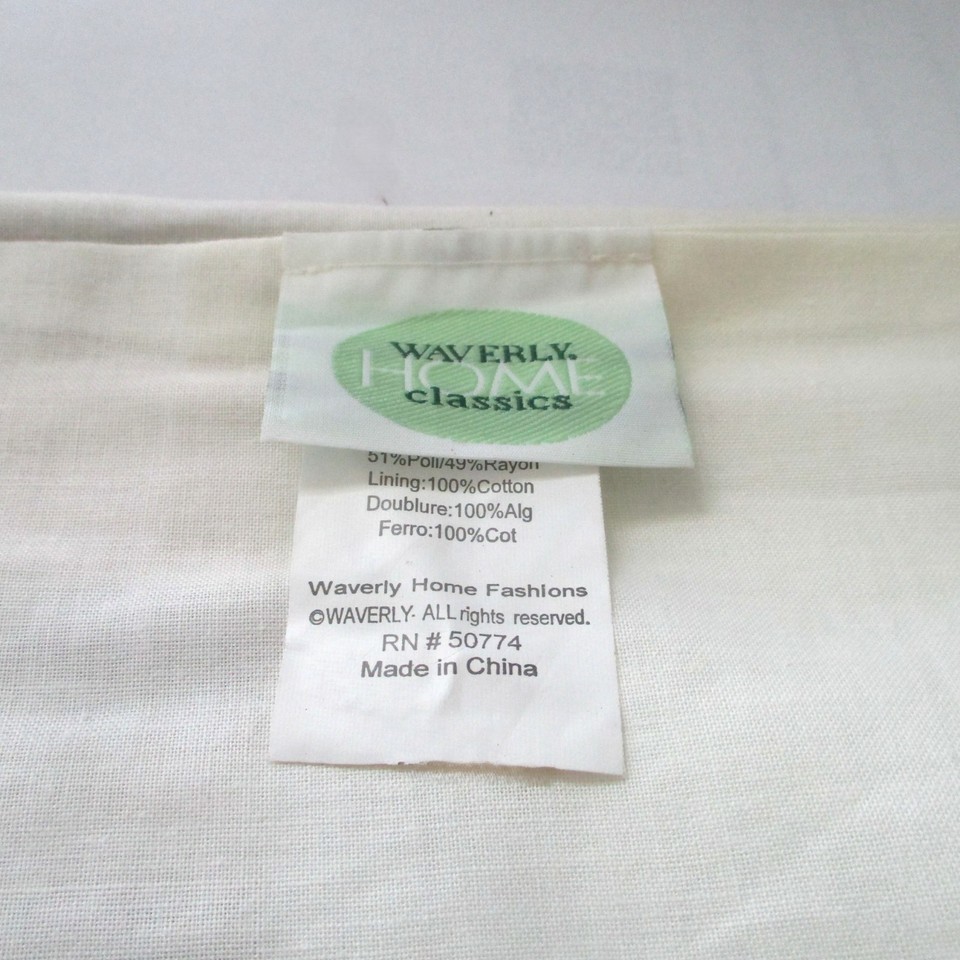 WAVERLY.
HOME
classics
51%Poli/49%Rayon
Lining:100%Cotton
Doublure:100%Alg
Ferro:100%Cot
Waverly Home Fashions
©WAVERLY. ALL rights reserved.
RN # 50774
Made in China